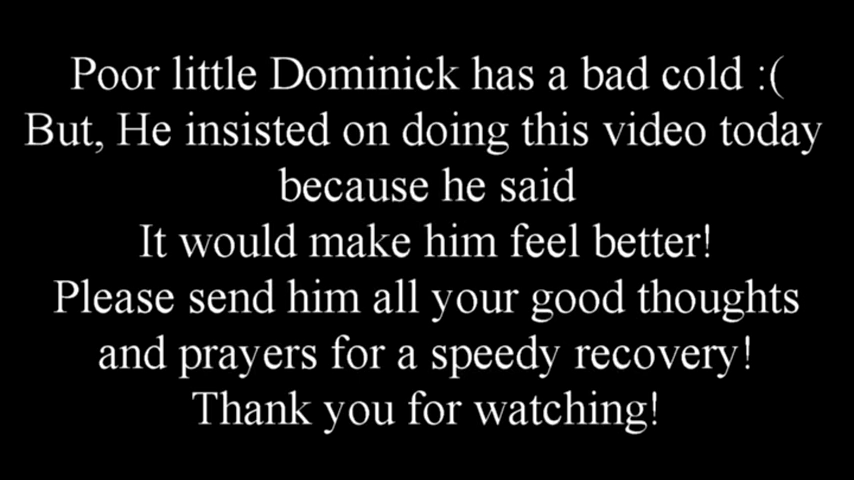 Poor little Dominick has a bad cold :(
But, He insisted on doing this video today
because he said
It would make him feel better!
Please send him all your good thoughts
and prayers for a speedy recovery!
Thank you for watching!